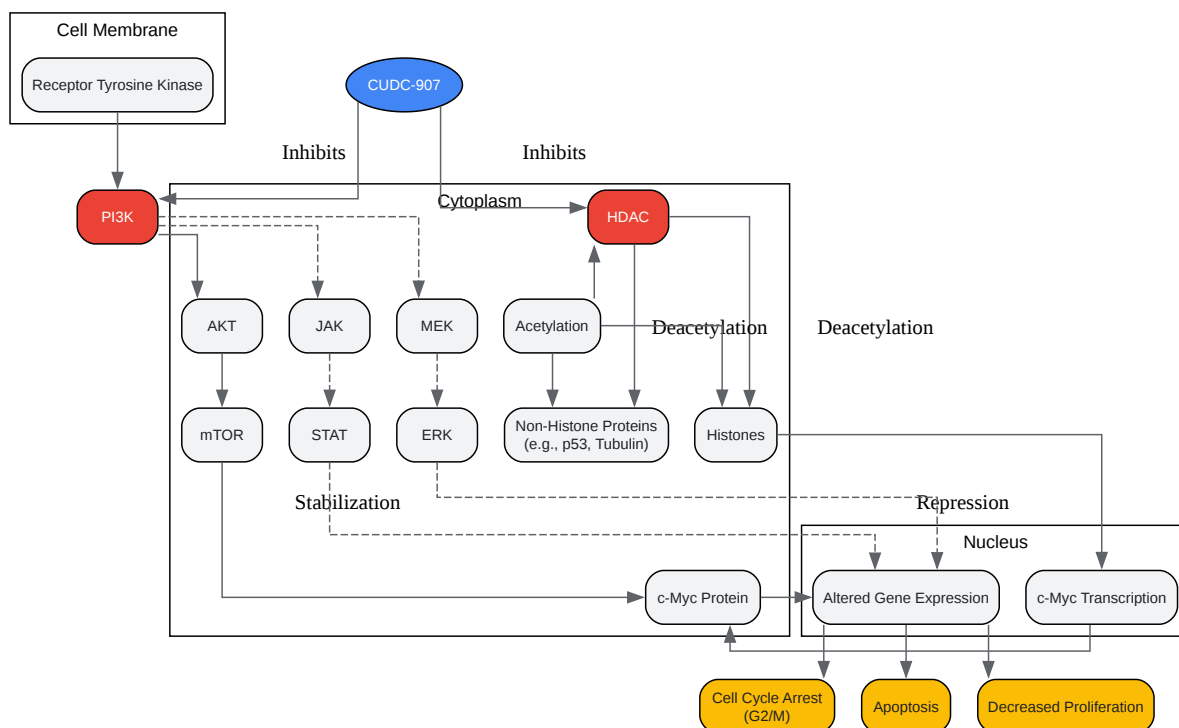 Cell Membrane
Receptor Tyrosine Kinase
CUDC-907
Inhibits
Inhibits
Cytoplasm
PI3K
HDAC
AKT
JAK
MEK
Acetylation
Deacetylation
Deacetylation
mTOR
STAT
ERK
Non-Histone Proteins
(e.g., p53, Tubulin)
Histones
Stabilization
Repression
Nucleus
c-Myc Protein
Altered Gene Expression
c-Myc Transcription
Cell Cycle Arrest
(G2/M)
Apoptosis
Decreased Proliferation